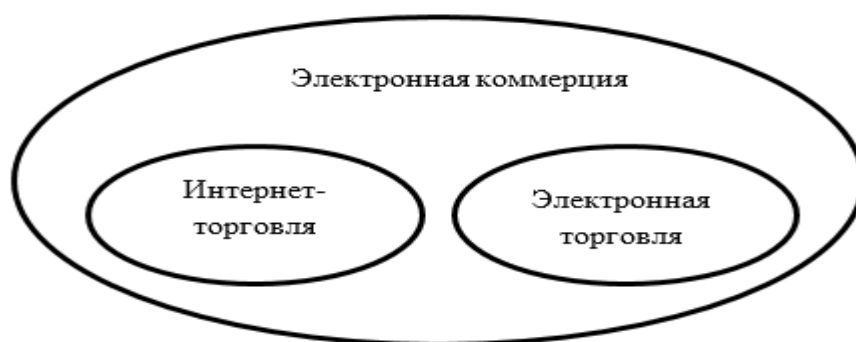 Электронная коммерция
Интернет-
торговля
Электронная
торговля